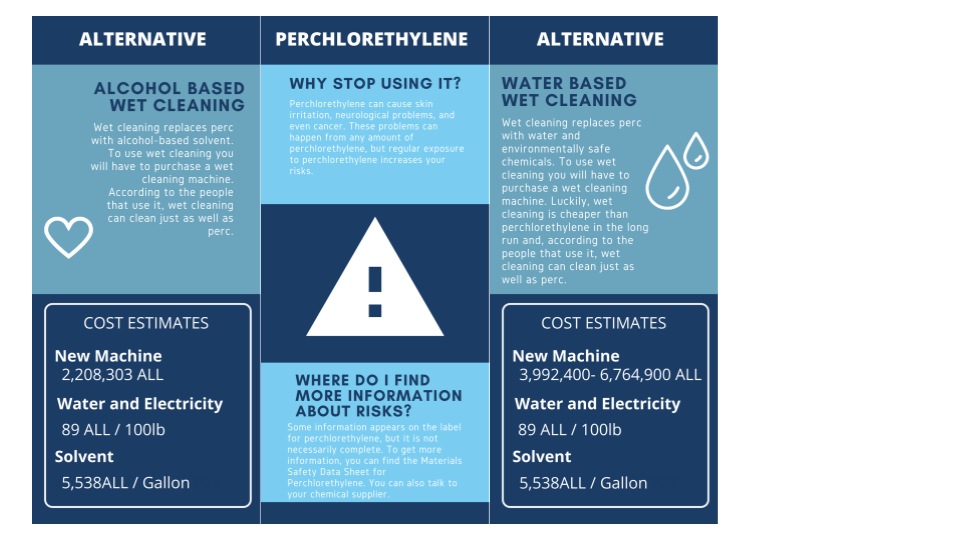 ALTERNATIVE
ALCOHOL BASED
WET CLEANING
Wet cleaning replaces perc
with alcohol-based solvent.
To use wet cleaning you
will have to purchase a wet
cleaning machine.
According to the people
that use it, wet cleaning
can clean just as well as
perc.
COST ESTIMATES
New Machine
2,208,303 ALL
Water and Electricity
89 ALL / 100lb
Solvent
5,538ALL / Gallon
PERCHLORETHYLENE
WHY STOP USING IT?
Perchlorethylene can cause skin
irritation, neurological problems, and
even cancer. These problems can
happen from any amount of
perchlorethylene, but regular exposure
to perchlorethylene increases your
risks.
WHERE DO I FIND
MORE INFORMATION
ABOUT RISKS?
Some information appears on the label
for perchlorethylene, but it is not
necessarily complete. To get more
information, you can find the Materials
Safety Data Sheet for
Perchlorethylene. You can also talk to
your chemical supplier.
ALTERNATIVE
WATER BASED
WET CLEANING
Wet cleaning replaces perc
with water and
environmentally safe
chemicals. To use wet
cleaning you will have to
purchase a wet cleaning
machine. Luckily, wet
cleaning is cheaper than
perchlorethylene in the long
run and, according to the
people that use it, wet
cleaning can clean just as
well as perc.
COST ESTIMATES
New Machine
3,992,400- 6,764,900 ALL
Water and Electricity
89 ALL / 100lb
Solvent
5,538ALL / Gallon